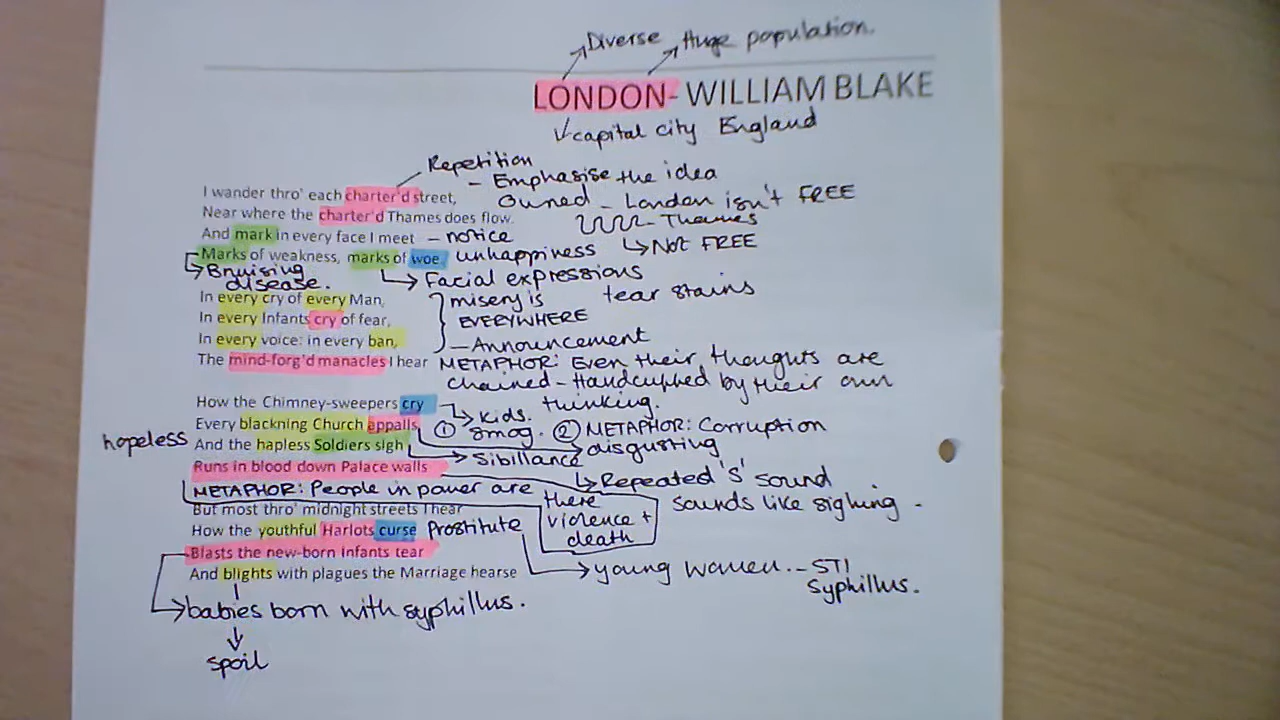 Diverse Huge population.
LONDON- WILLIAM BLAKE
capital city England
Repetition
- Emphasise the idea
I wander thro' each charter'd street, Owned - London isn't FREE
Near where the charter'd Thames does flow. - Thames
And mark in every face I meet - notice Not FREE
Marks of weakness, marks of woe. unhappiness
Bruising Facial expressions
disease. tear stains
In every cry of every Man, misery is
In every Infants cry of fear, EVERYWHERE
In every voice: in every ban, - Announcement
The mind-forg'd manacles I hear METAPHOR: Even their thoughts are
chained - Handcuphed by their own
thinking.
How the Chimney-sweepers cry Kids.
Every blackning Church appalls, ① smog. ② METAPHOR: Corruption
hopeless And the hapless Soldiers sigh disgusting
Sibillance
Runs in blood down Palace walls Repeated 's' sound
METAPHOR: People in power are there sounds like sighing.
But most thro' midnight streets I hear violence +
How the youthful Harlots curse Prostitute death
Blasts the new-born infants tear
And blights with plagues the Marriage hearse young women. - STI
Syphillus.
babies born with syphillus.
spoil